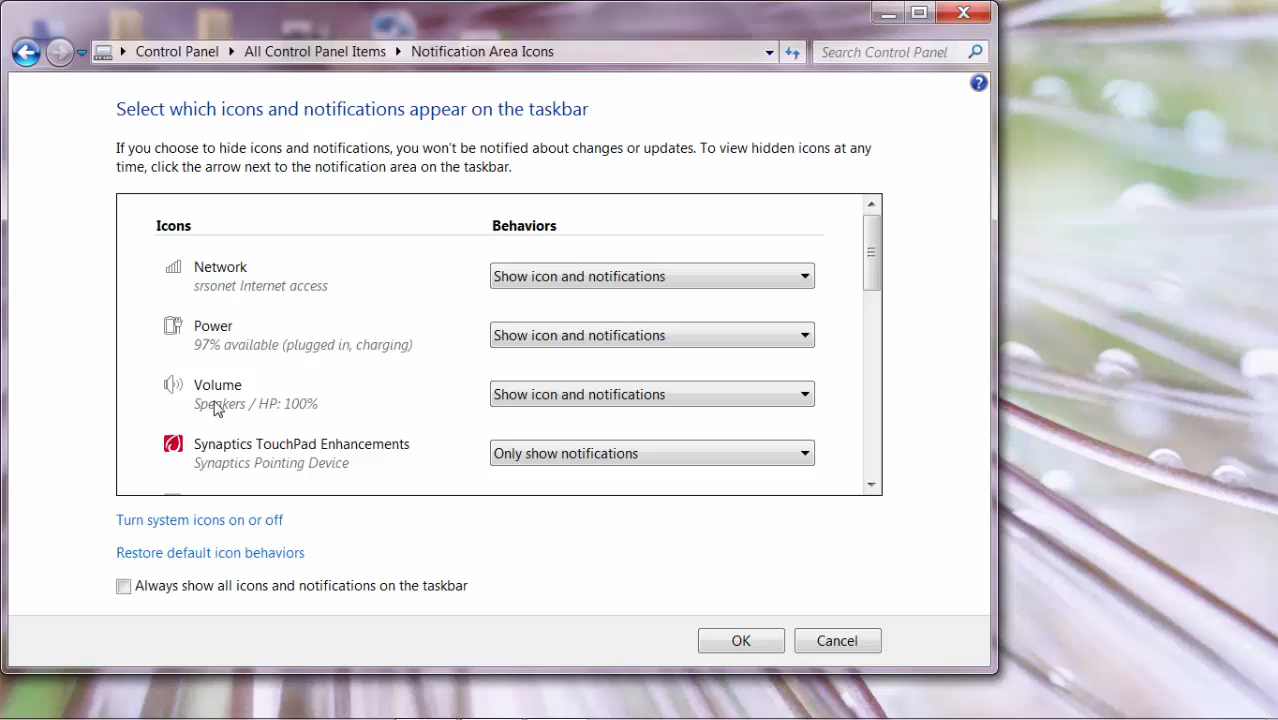 Control Panel All Control Panel Items Notification Area Icons
Search Control Panel
Select which icons and notifications appear on the taskbar
If you choose to hide icons and notifications, you won't be notified about changes or updates. To view hidden icons at any
time, click the arrow next to the notification area on the taskbar.
Icons Behaviors
Network
srsonet Internet access
Show icon and notifications
Power
97% available (plugged in, charging)
Show icon and notifications
Volume
Speakers / HP: 100%
Show icon and notifications
Synaptics TouchPad Enhancements
Synaptics Pointing Device
Only show notifications
Turn system icons on or off
Restore default icon behaviors
Always show all icons and notifications on the taskbar
OK Cancel